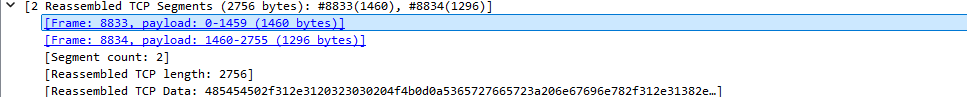 [2 Reassembled TCP Segments (2756 bytes): #8833(1460), #8834(1296)]
[Frame: 8833, payload: 0-1459 (1460 bytes)]
[Frame: 8834, payload: 1460-2755 (1296 bytes)]
[Segment count: 2]
[Reassembled TCP length: 2756]
[Reassembled TCP Data: 485454502f312e3120323030204f4b0d0a5365727665723a206e67696e782f312e31382e…]